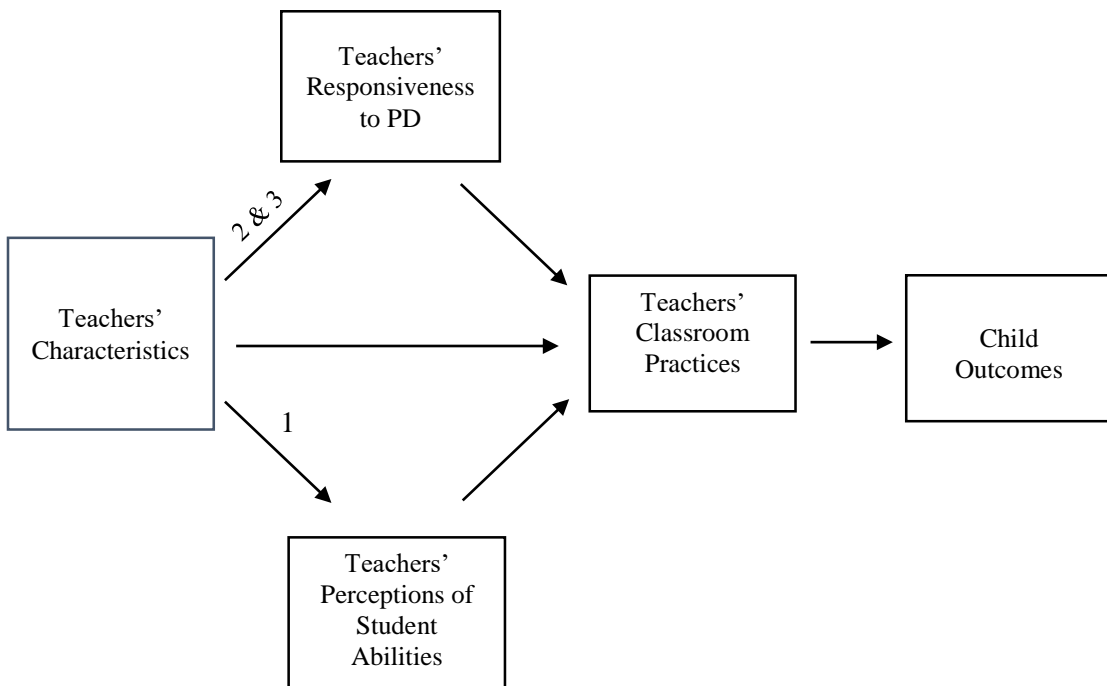 Teachers’
Responsiveness
to PD
2 & 3
Teachers’
Characteristics
Teachers’
Classroom
Practices
Child
Outcomes
1
Teachers’
Perceptions of
Student
Abilities